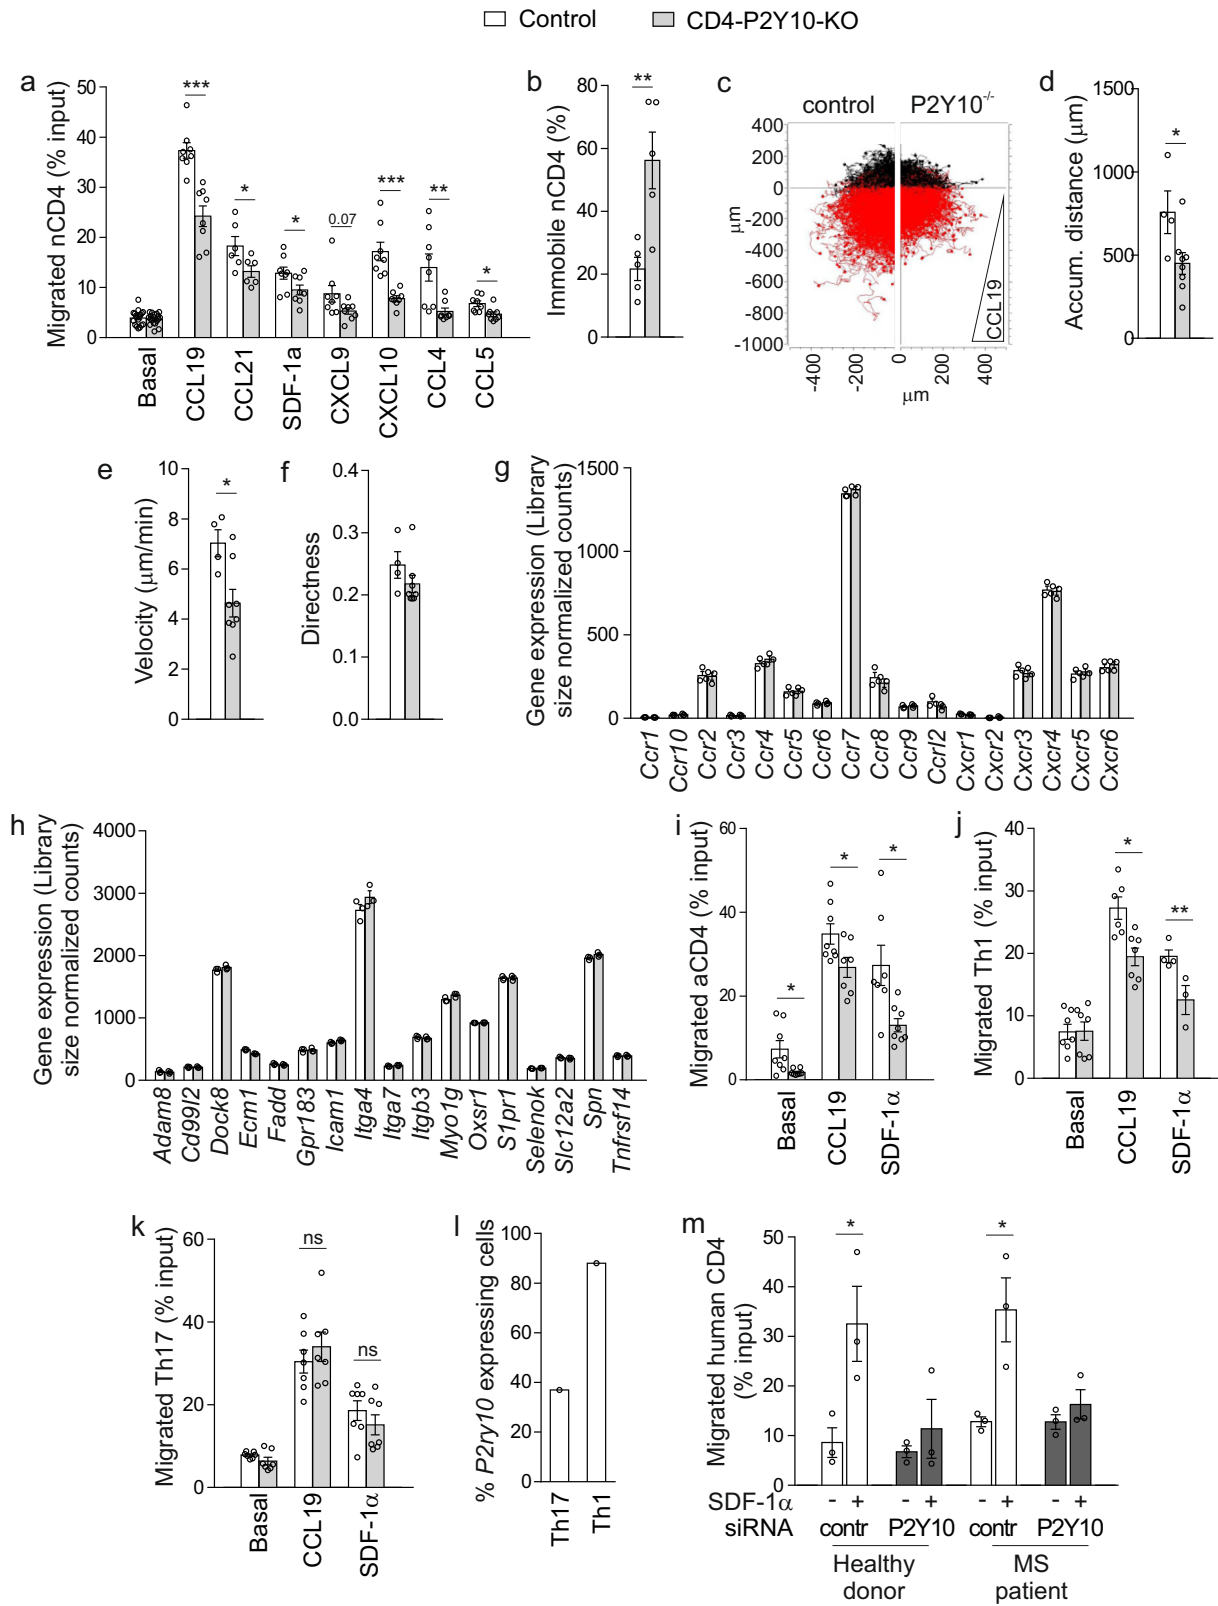 Control
CD4-P2Y10-KO
a
Migrated nCD4 (% input)
50
40
30
20
10
0
***
*
*
0.07
***
**
*
Basal
CCL19
CCL21
SDF-1a
CXCL9
CXCL10
CCL4
CCL5
b
Immobile nCD4 (%)
80
60
40
20
0
**
c
control
P2Y10-/-
400
200
0
-200
-400
-600
-800
-1000
μm
-400
-200
0
200
400
μm
CCL19
d
Accum. distance (μm)
1500
1000
500
0
*
e
Velocity (μm/min)
10
8
6
4
2
0
*
f
Directness
0.4
0.3
0.2
0.1
0.0
g
Gene expression (Library
size normalized counts)
1500
1000
500
0
Ccr1
Ccr10
Ccr2
Ccr3
Ccr4
Ccr5
Ccr6
Ccr7
Ccr8
Ccr9
Ccrl2
Cxcr1
Cxcr2
Cxcr3
Cxcr4
Cxcr5
Cxcr6
h
Gene expression (Library
size normalized counts)
4000
3000
2000
1000
0
Adam8
Cd99l2
Dock8
Ecm1
Fadd
Gpr183
Icam1
Itga4
Itga7
Itgb3
Myo1g
Oxsr1
S1pr1
Selenok
Slc12a2
Spn
Tnfrsf14
i
Migrated aCD4 (% input)
60
40
20
0
*
*
*
Basal
CCL19
SDF-1α
j
Migrated Th1 (% input)
40
30
20
10
0
*
**
Basal
CCL19
SDF-1α
k
Migrated Th17 (% input)
60
40
20
0
ns
ns
Basal
CCL19
SDF-1α
l
% P2ry10 expressing cells
100
80
60
40
20
0
Th17
Th1
m
Migrated human CD4
(% input)
50
40
30
20
10
0
*
*
SDF-1α - + - + - + - +
siRNA contr P2Y10 contr P2Y10
Healthy MS
donor patient